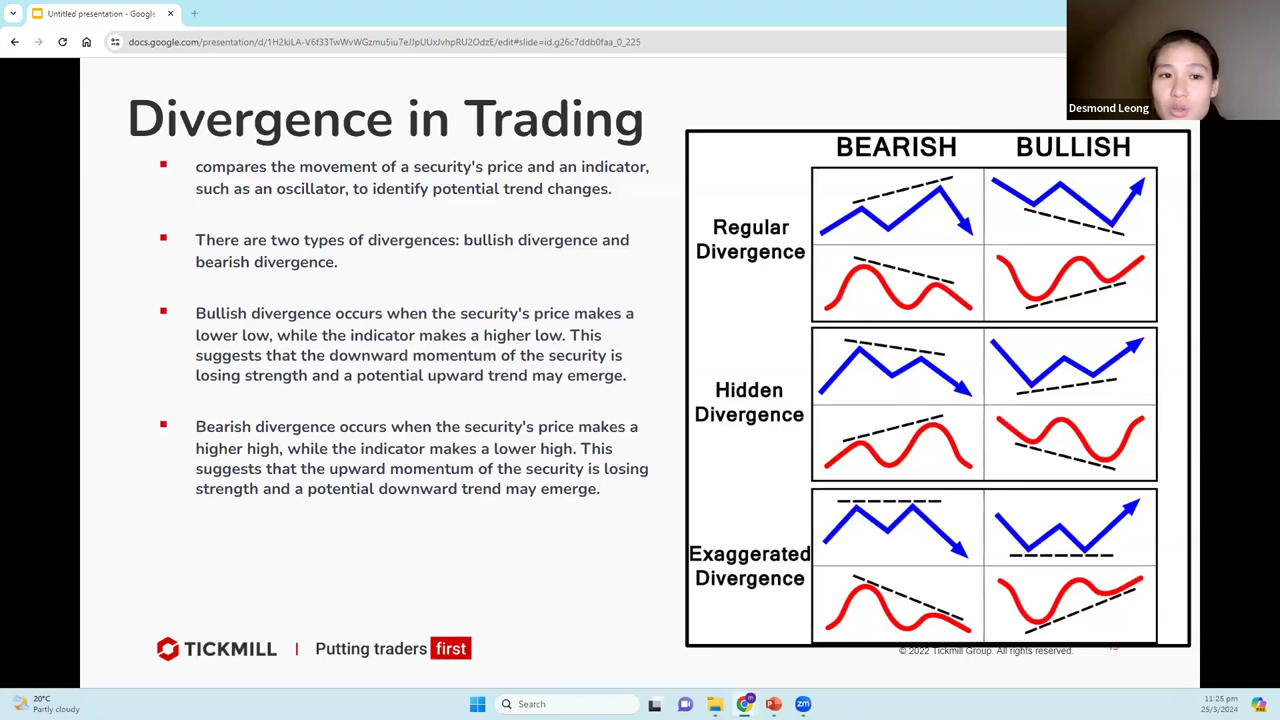 Untitled presentation - Google
docs.google.com/presentation/d/1H2kiLA-V6f33TwWvWGzmu5iu7eJJpUUxJvhpRU2OdzE/edit#slide=id.g26c7ddb0faa_0_225
Desmond Leong
Divergence in Trading
compares the movement of a security's price and an indicator,
such as an oscillator, to identify potential trend changes.
There are two types of divergences: bullish divergence and
bearish divergence.
Bullish divergence occurs when the security's price makes a
lower low, while the indicator makes a higher low. This
suggests that the downward momentum of the security is
losing strength and a potential upward trend may emerge.
Bearish divergence occurs when the security's price makes a
higher high, while the indicator makes a lower high. This
suggests that the upward momentum of the security is losing
strength and a potential downward trend may emerge.
BEARISH BULLISH
Regular
Divergence
Hidden
Divergence
Exaggerated
Divergence
TICKMILL | Putting traders first
© 2022 Tickmill Group. All rights reserved.
20°C
Partly cloudy
Search
zm
11:25 pm
25/3/2024